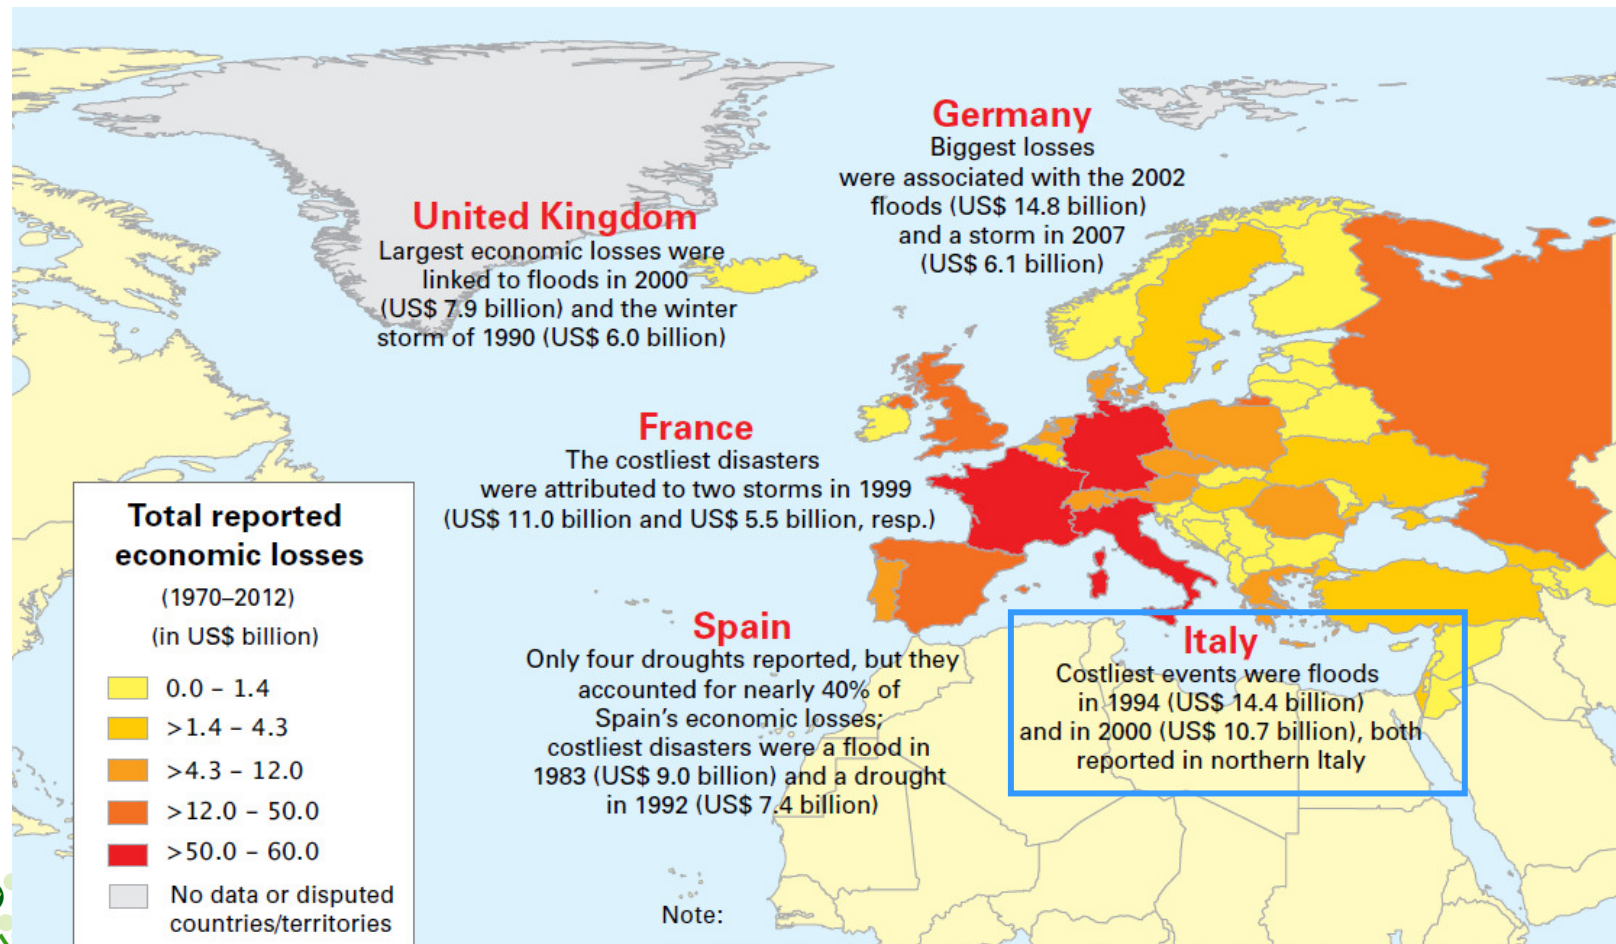 Germany
Biggest losses
were associated with the 2002
floods (US$ 14.8 billion)
and a storm in 2007
(US$ 6.1 billion)
United Kingdom
Largest economic losses were
linked to floods in 2000
(US$ 7.9 billion) and the winter
storm of 1990 (US$ 6.0 billion)
France
The costliest disasters
were attributed to two storms in 1999
(US$ 11.0 billion and US$ 5.5 billion, resp.)
Spain
Only four droughts reported, but they
accounted for nearly 40% of
Spain's economic losses;
costliest disasters were a flood in
1983 (US$ 9.0 billion) and a drought
in 1992 (US$ 7.4 billion)
Italy
Costliest events were floods
in 1994 (US$ 14.4 billion)
and in 2000 (US$ 10.7 billion), both
reported in northern Italy
Total reported
economic losses
(1970–2012)
(in US$ billion)
0.0 – 1.4
>1.4 – 4.3
>4.3 – 12.0
>12.0 – 50.0
>50.0 – 60.0
No data or disputed
countries/territories
Note: